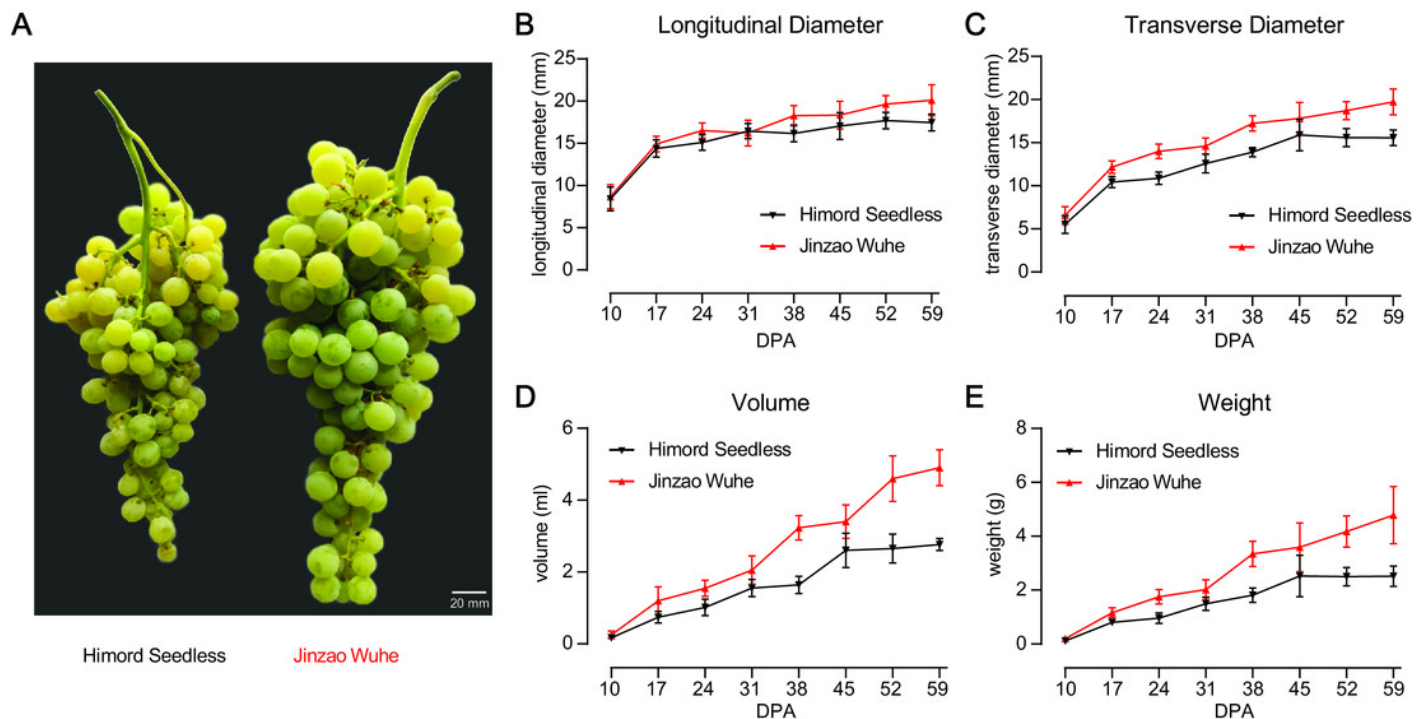 A
20 mm
Himord Seedless
Jinzao Wuhe
B
Longitudinal Diameter
longitudinal diameter (mm)
25
20
15
10
5
0
Himord Seedless
Jinzao Wuhe
10 17 24 31 38 45 52 59
DPA
C
Transverse Diameter
transverse diameter (mm)
25
20
15
10
5
0
Himord Seedless
Jinzao Wuhe
10 17 24 31 38 45 52 59
DPA
D
Volume
volume (ml)
6
4
2
0
Himord Seedless
Jinzao Wuhe
10 17 24 31 38 45 52 59
DPA
E
Weight
weight (g)
8
6
4
2
0
Himord Seedless
Jinzao Wuhe
10 17 24 31 38 45 52 59
DPA